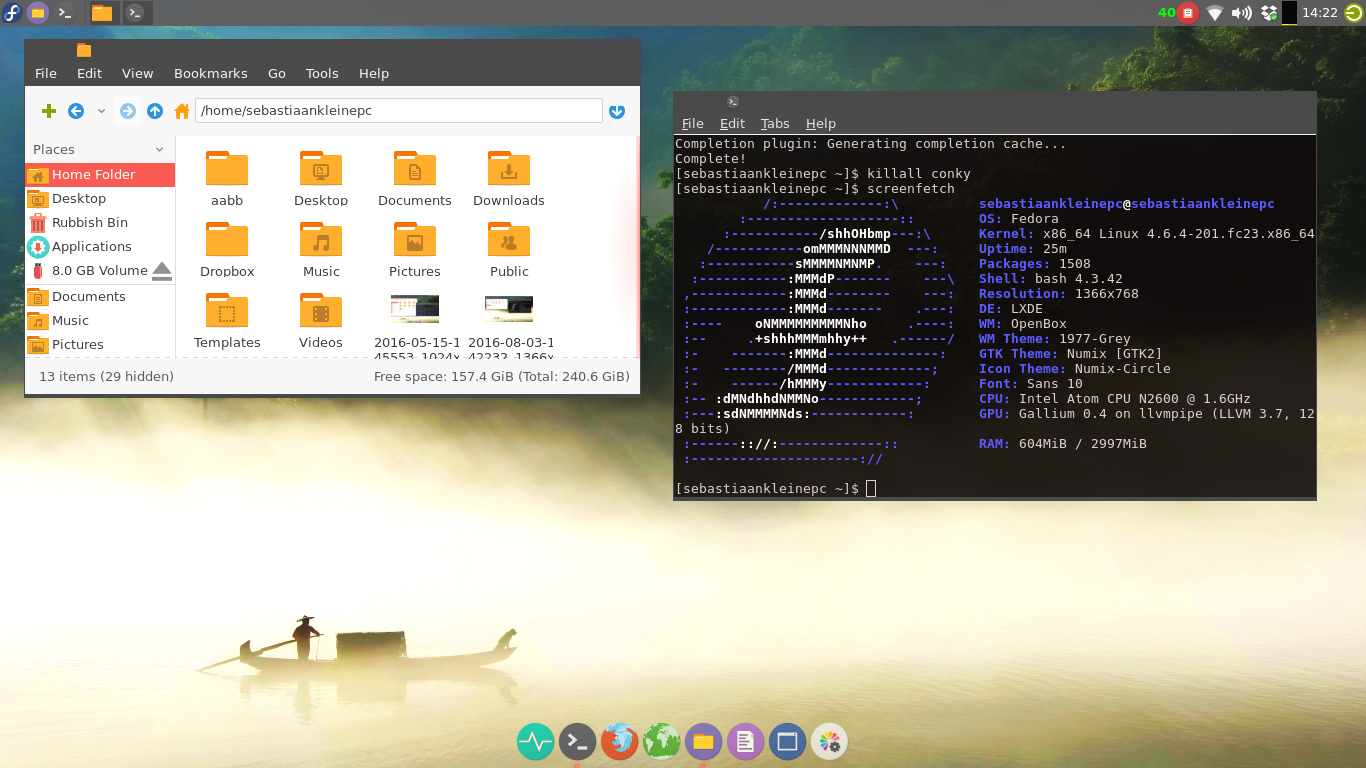 40 14:22
File Edit View Bookmarks Go Tools Help
/home/sebastiaankleinepc
Places
Home Folder
Desktop
Rubbish Bin
Applications
8.0 GB Volume
Documents
Music
Pictures
aabb Desktop Documents Downloads
Dropbox Music Pictures Public
Templates Videos 2016-05-15-1 2016-08-03-1
45553_1024x 42232_1366x
13 items (29 hidden) Free space: 157.4 GiB (Total: 240.6 GiB)
File Edit Tabs Help
Completion plugin: Generating completion cache...
Complete!
[sebastiaankleinepc ~]$ killall conky
[sebastiaankleinepc ~]$ screenfetch
/:-------------:\ sebastiaankleinepc@sebastiaankleinepc
:-------------------:: OS: Fedora
:-----------/shhOHbmp---:\ Kernel: x86_64 Linux 4.6.4-201.fc23.x86_64
/-----------omMMMNNNMMD ---: Uptime: 25m
:-----------sMMMMNMNMP. ---: Packages: 1508
:-----------:MMMdP------- ---\ Shell: bash 4.3.42
,------------:MMMd-------- ---: Resolution: 1366x768
:------------:MMMd------- .---: DE: LXDE
:---- oNMMMMMMMMMNho .----: WM: OpenBox
:-- .+shhhMMMmhhy++ .------/ WM Theme: 1977-Grey
:- -------:MMMd--------------: GTK Theme: Numix [GTK2]
:- --------/MMMd-------------; Icon Theme: Numix-Circle
:- ------/hMMMy------------: Font: Sans 10
:-- :dMNdhhdNMMNo------------; CPU: Intel Atom CPU N2600 @ 1.6GHz
:---:sdNMMMMNds:------------: GPU: Gallium 0.4 on llvmpipe (LLVM 3.7, 12
8 bits)
:------:://:-------------:: RAM: 604MiB / 2997MiB
:---------------------://
[sebastiaankleinepc ~]$